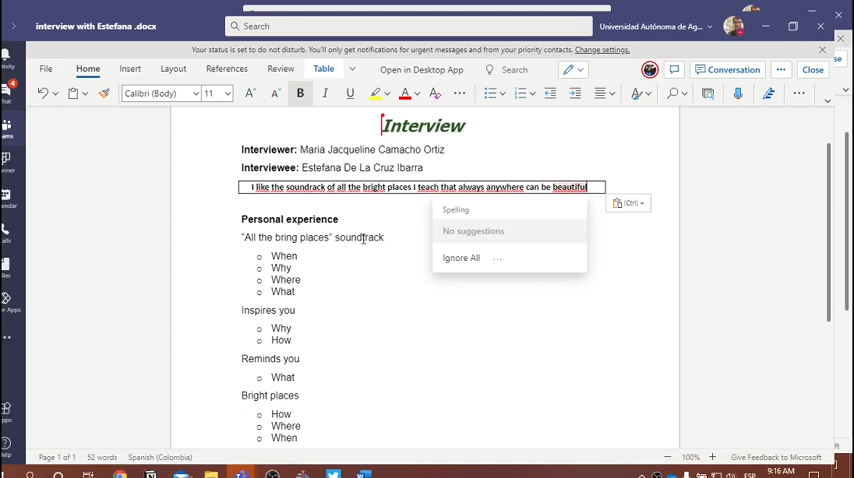 interview with Estefana .docx
Search
Universidad Autónoma de Ag...
Your status is set to do not disturb. You'll only get notifications for urgent messages and from your priority contacts. Change settings.
File Home Insert Layout References Review Table Open in Desktop App Search Conversation ... Close
Calibri (Body) 11 B I U A
Interview
Interviewer: Maria Jacqueline Camacho Ortiz
Interviewee: Estefana De La Cruz Ibarra
I like the soundrack of all the bright places I teach that always anywhere can be beautiful
(Ctrl)
Spelling
No suggestions
Ignore All ...
Personal experience
“All the bring places” soundtrack
o When
o Why
o Where
o What
Inspires you
o Why
o How
Reminds you
o What
Bright places
o How
o Where
o When
Page 1 of 1 52 words Spanish (Colombia) 100% Give Feedback to Microsoft
ESP 9:16 AM